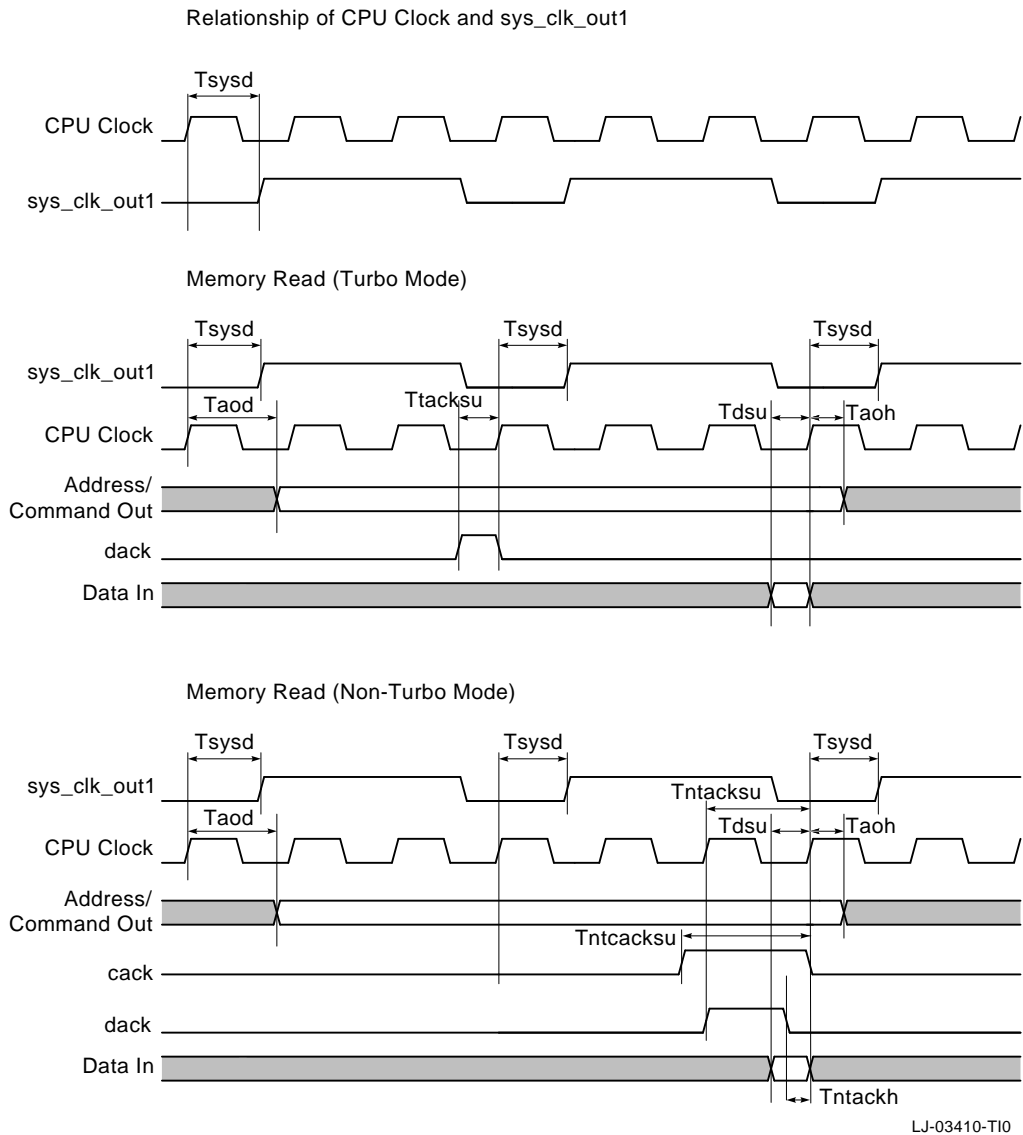 Relationship of CPU Clock and sys_clk_out1
Tsysd
CPU Clock
sys_clk_out1
Memory Read (Turbo Mode)
Tsysd Tsysd Tsysd
sys_clk_out1
Taod Ttacksu Tdsu Taoh
CPU Clock
Address/
Command Out
dack
Data In
Memory Read (Non-Turbo Mode)
Tsysd Tsysd Tsysd
sys_clk_out1
Tntacksu
Taod Tdsu Taoh
CPU Clock
Address/
Command Out
Tntcacksu
cack
dack
Data In
Tntackh
LJ-03410-TI0